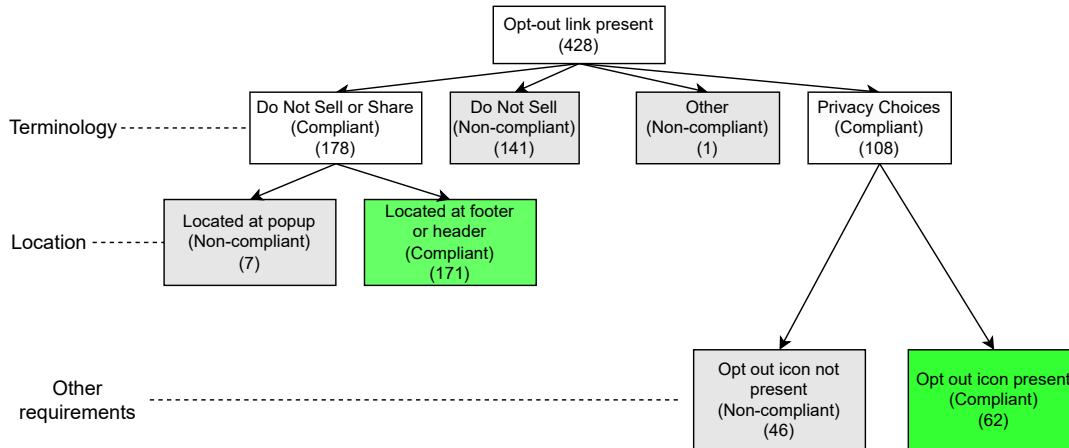 Opt-out link present
(428)
Terminology
Do Not Sell or Share
(Compliant)
(178)
Do Not Sell
(Non-compliant)
(141)
Other
(Non-compliant)
(1)
Privacy Choices
(Compliant)
(108)
Location
Located at popup
(Non-compliant)
(7)
Located at footer
or header
(Compliant)
(171)
Other
requirements
Opt out icon not
present
(Non-compliant)
(46)
Opt out icon present
(Compliant)
(62)